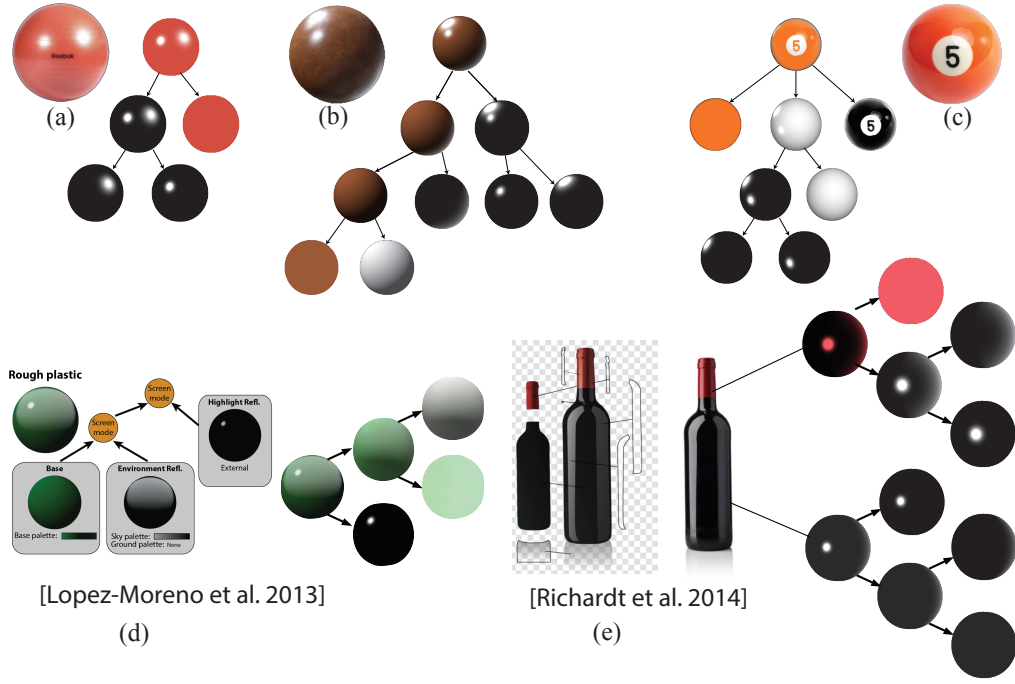 Reebok
(a)
(b)
5
5
5
(c)
Rough plastic
Screen
mode
Screen
mode
Highlight Refl.
External
Base
Base palette:
Environment Refl.
Sky palette:
Ground palette: None
[Lopez-Moreno et al. 2013]
(d)
[Richardt et al. 2014]
(e)